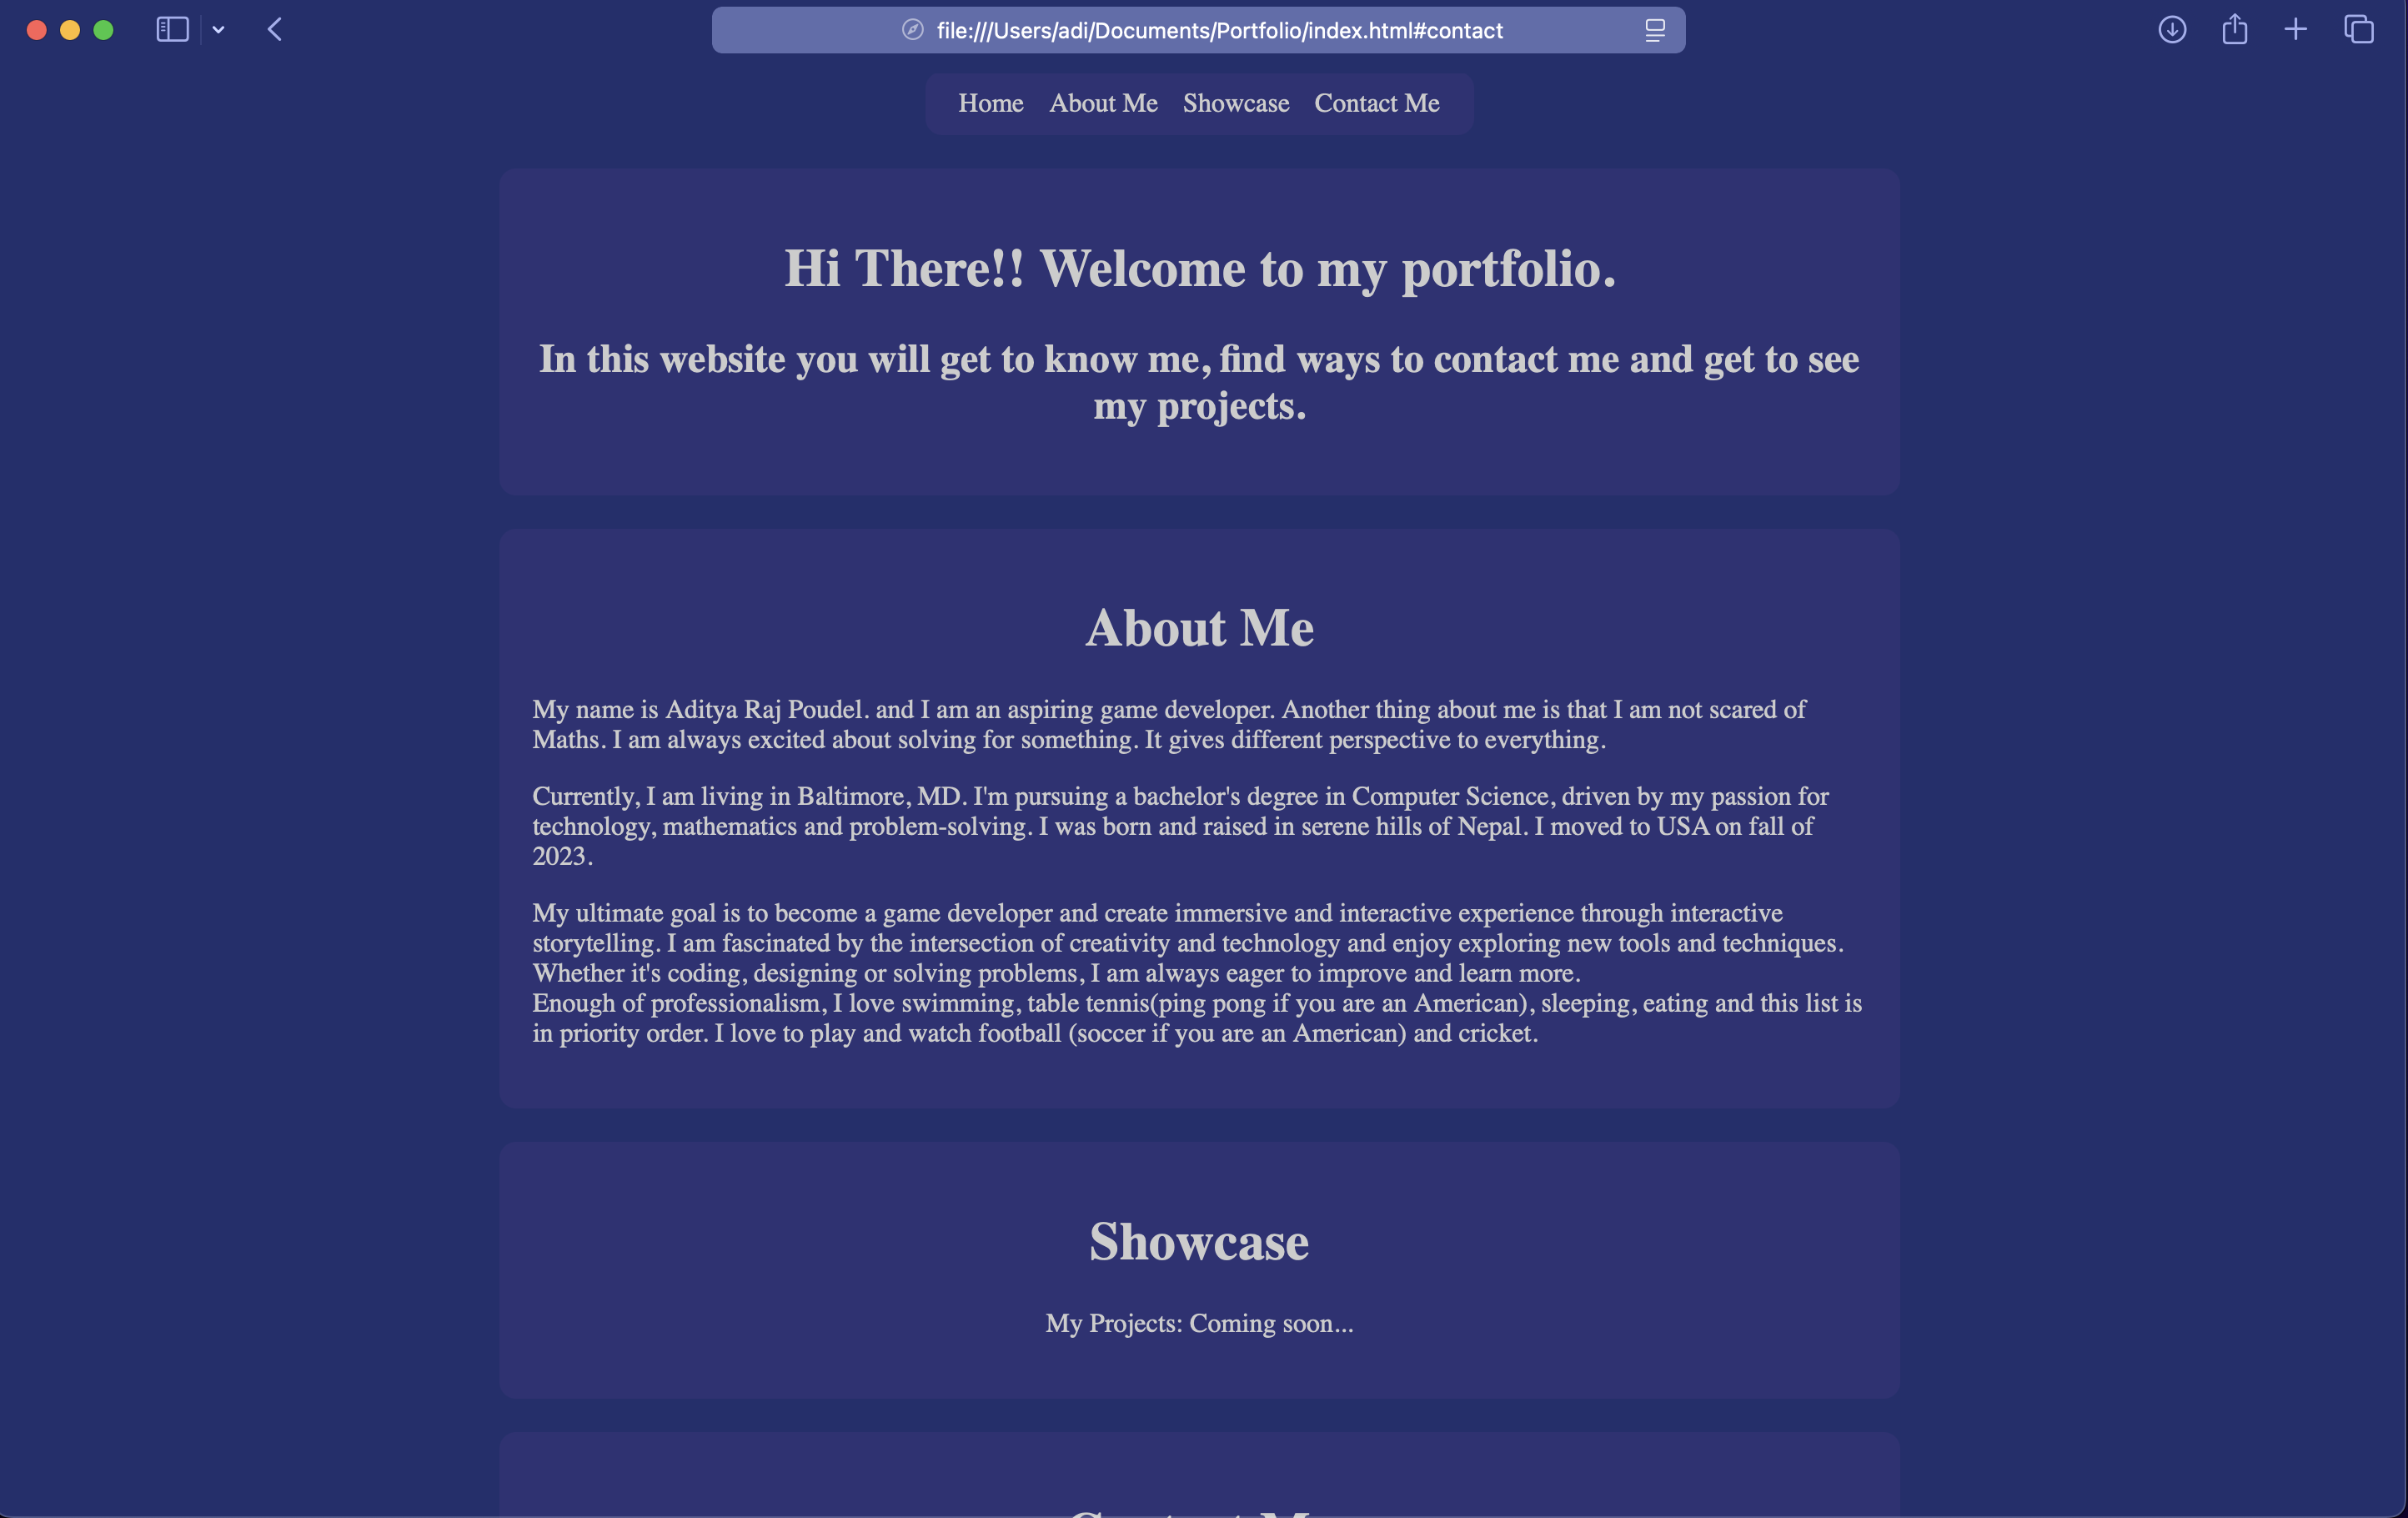 file:///Users/adi/Documents/Portfolio/index.html#contact
Home About Me Showcase Contact Me
Hi There!! Welcome to my portfolio.
In this website you will get to know me, find ways to contact me and get to see
my projects.
About Me
My name is Aditya Raj Poudel. and I am an aspiring game developer. Another thing about me is that I am not scared of
Maths. I am always excited about solving for something. It gives different perspective to everything.
Currently, I am living in Baltimore, MD. I'm pursuing a bachelor's degree in Computer Science, driven by my passion for
technology, mathematics and problem-solving. I was born and raised in serene hills of Nepal. I moved to USA on fall of
2023.
My ultimate goal is to become a game developer and create immersive and interactive experience through interactive
storytelling. I am fascinated by the intersection of creativity and technology and enjoy exploring new tools and techniques.
Whether it's coding, designing or solving problems, I am always eager to improve and learn more.
Enough of professionalism, I love swimming, table tennis(ping pong if you are an American), sleeping, eating and this list is
in priority order. I love to play and watch football (soccer if you are an American) and cricket.
Showcase
My Projects: Coming soon...